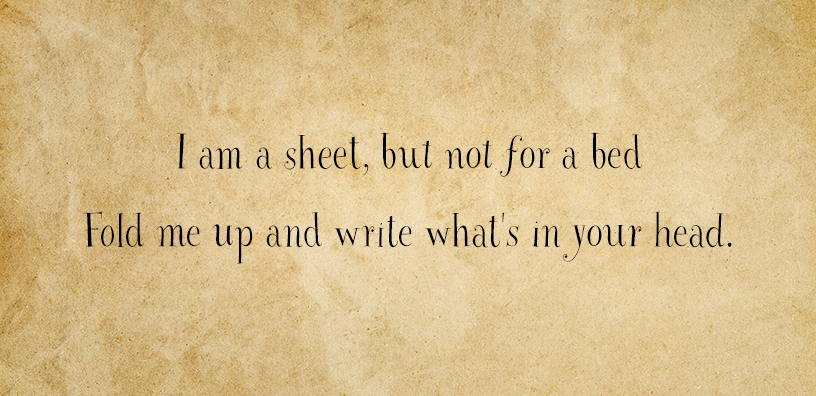 I am a sheet, but not for a bed
Fold me up and write what's in your head.